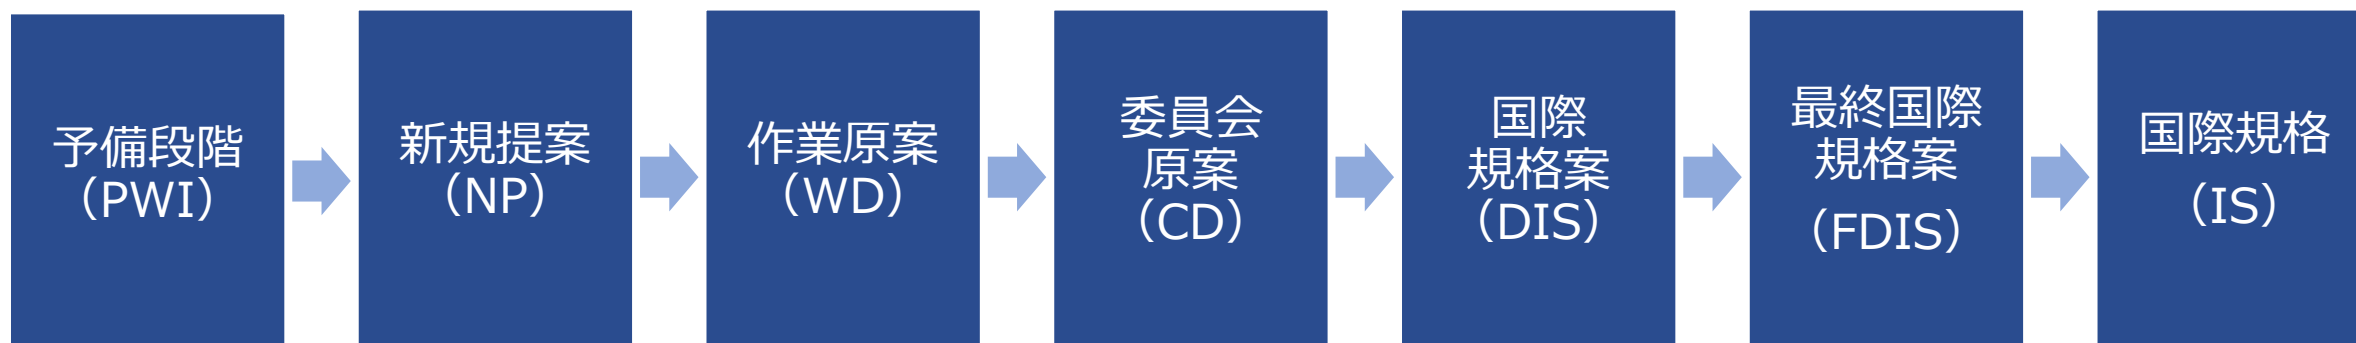 予備段階
（PWI）
新規提案
（NP）
作業原案
（WD）
委員会
原案
（CD）
国際
規格案
（DIS）
最終国際
規格案
（FDIS）
国際規格
（IS）